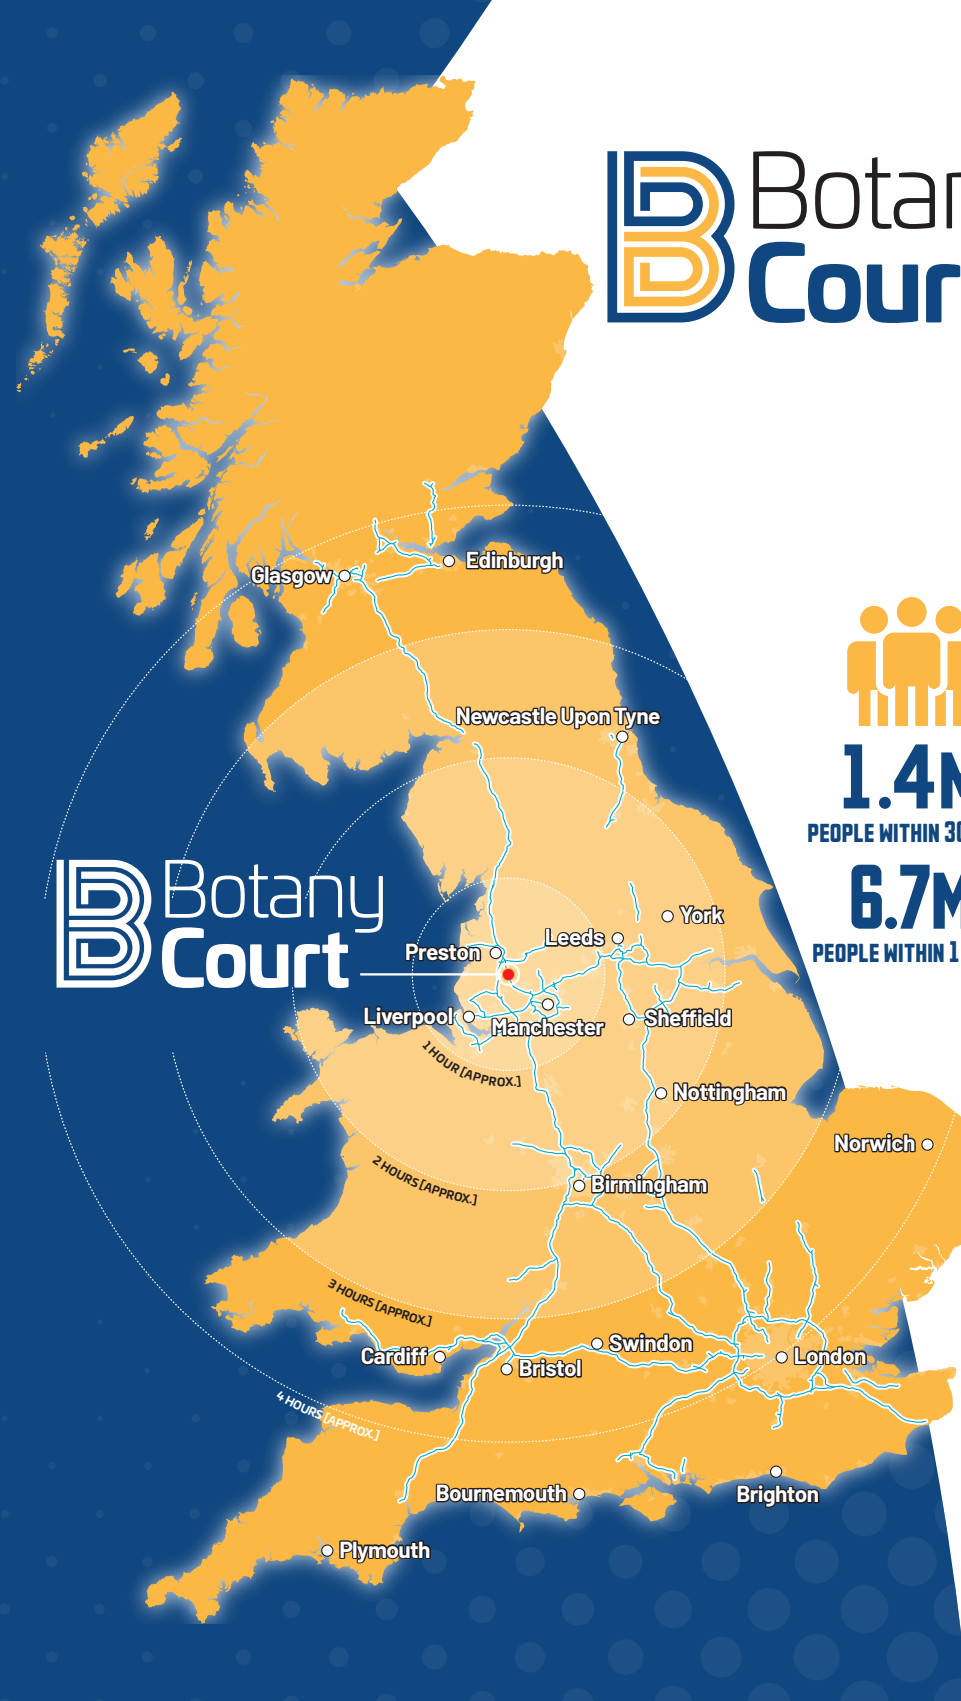 Botan
Cour
Edinburgh
Glasgow
1.4
PEOPLE WITHIN 30
6.7M
PEOPLE WITHIN 1
Newcastle Upon Tyne
Botany
Court
York
Leeds
Preston
Liverpool
Manchester
Sheffield
1 HOUR [APPROX.]
Nottingham
Norwich
2 HOURS [APPROX.]
Birmingham
3 HOURS [APPROX.]
Cardiff
Swindon
London
Bristol
4 HOURS [APPROX.]
Bournemouth
Brighton
Plymouth